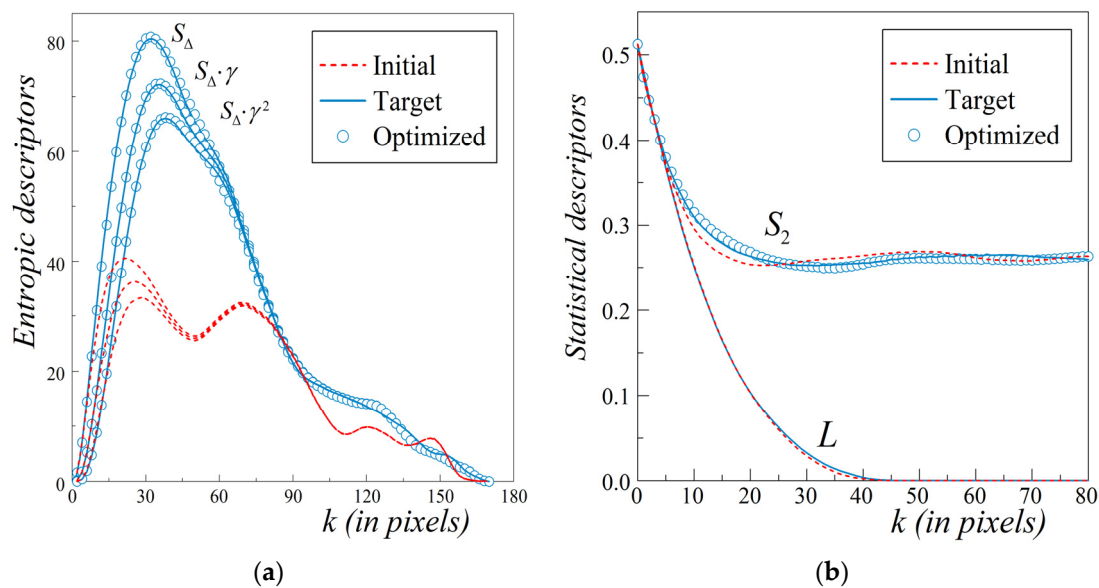 Entropic descriptors
80
60
40
20
0
S_Δ
S_Δ·γ
S_Δ·γ²
Initial
Target
Optimized
0 30 60 90 120 150 180
k (in pixels)
(a)
Statistical descriptors
0.5
0.4
0.3
0.2
0.1
0.0
Initial
Target
Optimized
S₂
L
0 10 20 30 40 50 60 70 80
k (in pixels)
(b)